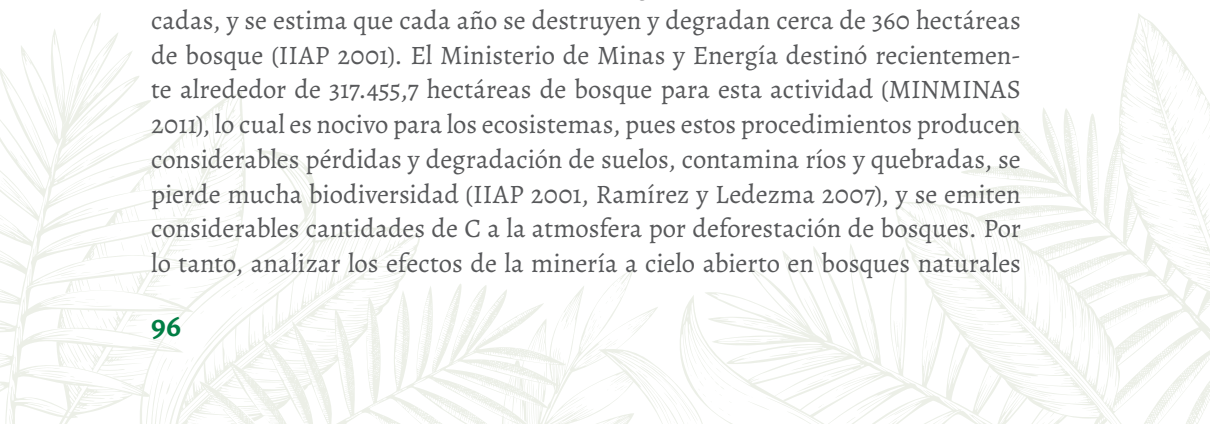 cadas, y se estima que cada año se destruyen y degradan cerca de 360 hectáreas
de bosque (IIAP 2001). El Ministerio de Minas y Energía destinó recientemen-
te alrededor de 317.455,7 hectáreas de bosque para esta actividad (MINMINAS
2011), lo cual es nocivo para los ecosistemas, pues estos procedimientos producen
considerables pérdidas y degradación de suelos, contamina ríos y quebradas, se
pierde mucha biodiversidad (IIAP 2001, Ramírez y Ledezma 2007), y se emiten
considerables cantidades de C a la atmosfera por deforestación de bosques. Por
lo tanto, analizar los efectos de la minería a cielo abierto en bosques naturales
96